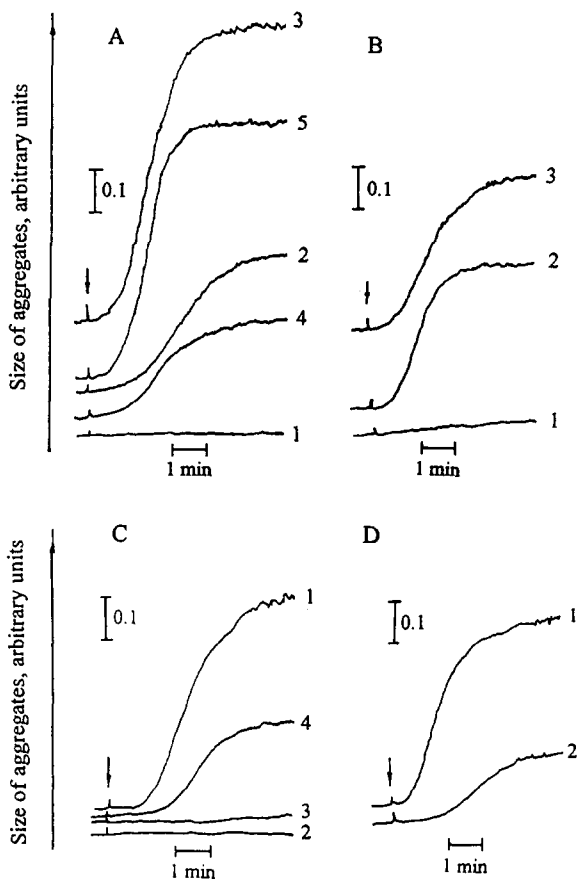 Size of aggregates, arbitrary units
A
3
5
0.1
2
4
1
1 min
B
0.1
3
2
1
1 min
Size of aggregates, arbitrary units
C
0.1
1
4
3
2
1 min
D
0.1
1
2
1 min